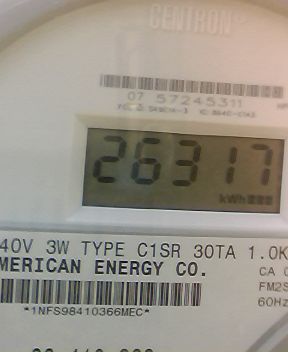 CENTRON®
07 57245311
26317
kWh
40V 3W TYPE C1SR 30TA 1.0K
MERICAN ENERGY CO.
CA 0
FM2S
60Hz
*1NFS98410366MEC*